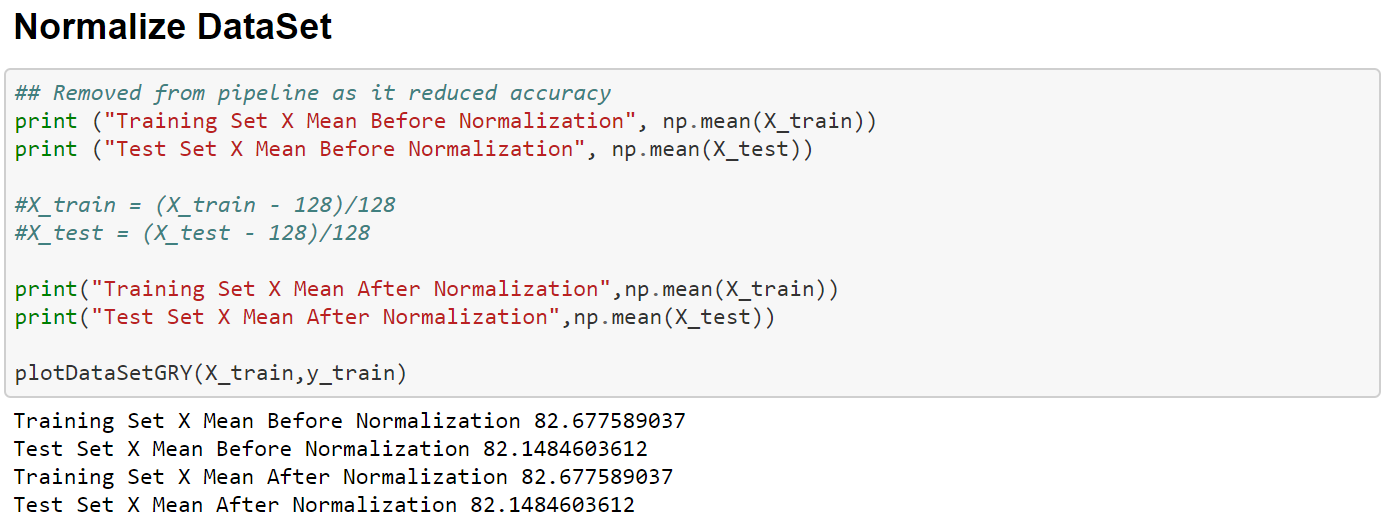 Normalize DataSet
## Removed from pipeline as it reduced accuracy
print ("Training Set X Mean Before Normalization", np.mean(X_train))
print ("Test Set X Mean Before Normalization", np.mean(X_test))
#X_train = (X_train - 128)/128
#X_test = (X_test - 128)/128
print("Training Set X Mean After Normalization",np.mean(X_train))
print("Test Set X Mean After Normalization",np.mean(X_test))
plotDataSetGRY(X_train,y_train)
Training Set X Mean Before Normalization 82.677589037
Test Set X Mean Before Normalization 82.1484603612
Training Set X Mean After Normalization 82.677589037
Test Set X Mean After Normalization 82.1484603612